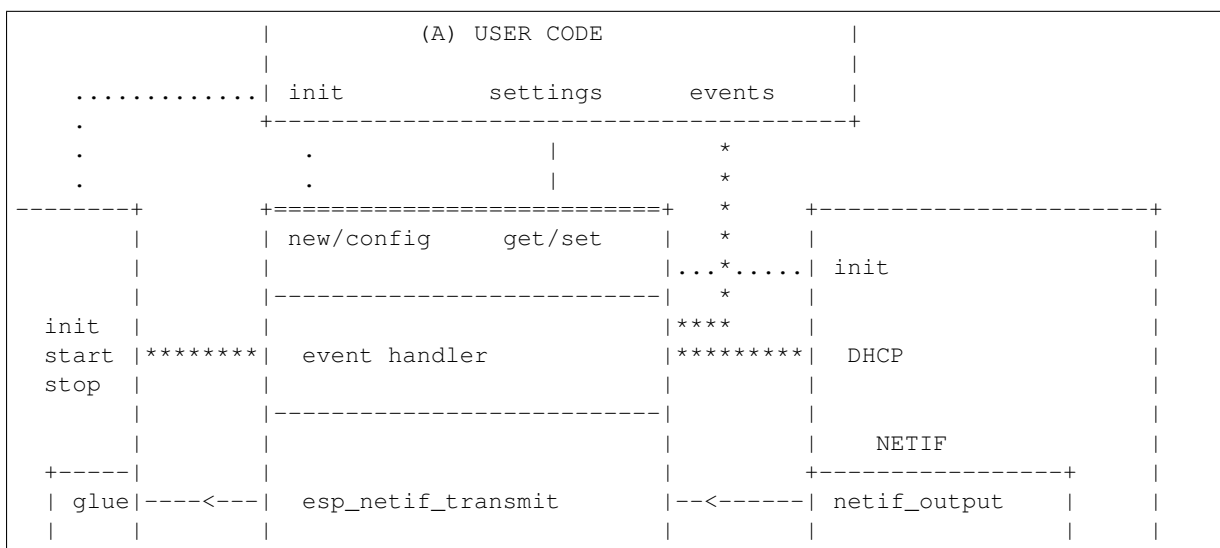 |          (A) USER CODE                 |
                 |                                        |
    .............| init          settings      events     |
    .            +----------------------------------------+
    .               .                |           *
    .               .                |           *
--------+        +===========================+   *     +-----------------------+
        |        | new/config     get/set    |   *     |                       |
        |        |                           |...*.....| init                  |
        |        |---------------------------|   *     |                       |
  init  |        |                           |****     |                       |
  start |********|  event handler            |*********|  DHCP                 |
  stop  |        |                           |         |                       |
        |        |---------------------------|         |                       |
        |        |                           |         |    NETIF              |
  +-----|        |                           |         +-----------------+     |
  | glue|----<---|  esp_netif_transmit       |--<------| netif_output    |     |
  |     |        |                           |         |                 |     |